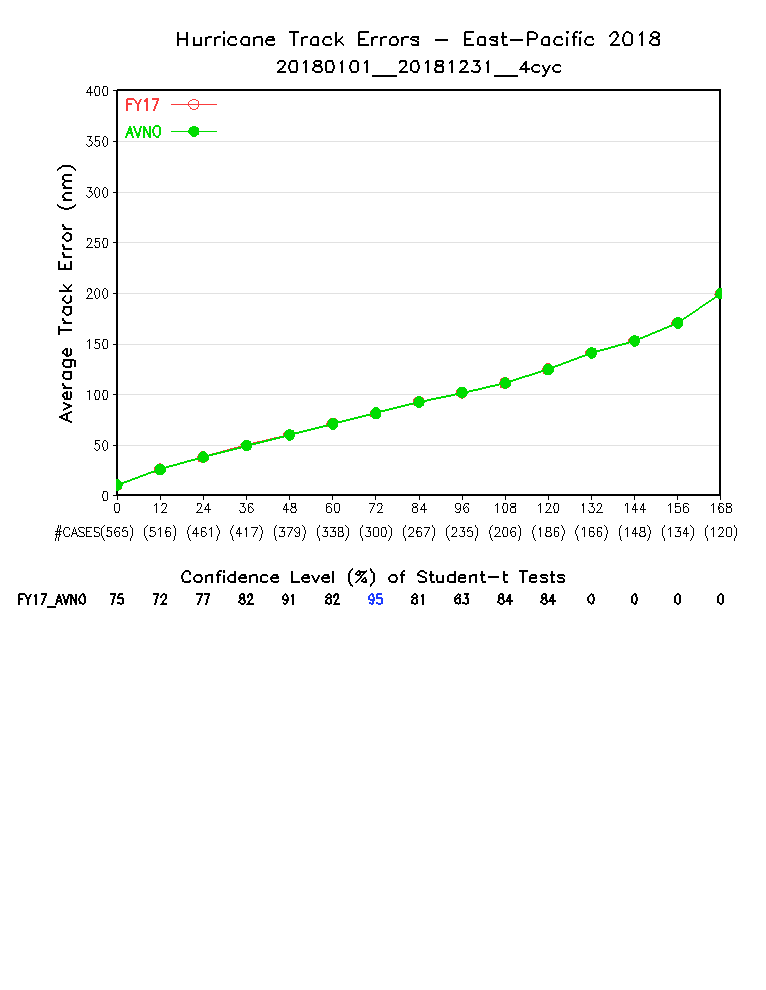 Hurricane Track Errors - East-Pacific 2018
20180101__20181231__4cyc
FY17
AVNO
Average Track Error (nm)
400
350
300
250
200
150
100
50
0
0 12 24 36 48 60 72 84 96 108 120 132 144 156 168
#CASES(565) (516) (461) (417) (379) (338) (300) (267) (235) (206) (186) (166) (148) (134) (120)
Confidence Level (%) of Student-t Tests
FY17_AVNO 75 72 77 82 91 82 95 81 63 84 84 0 0 0 0